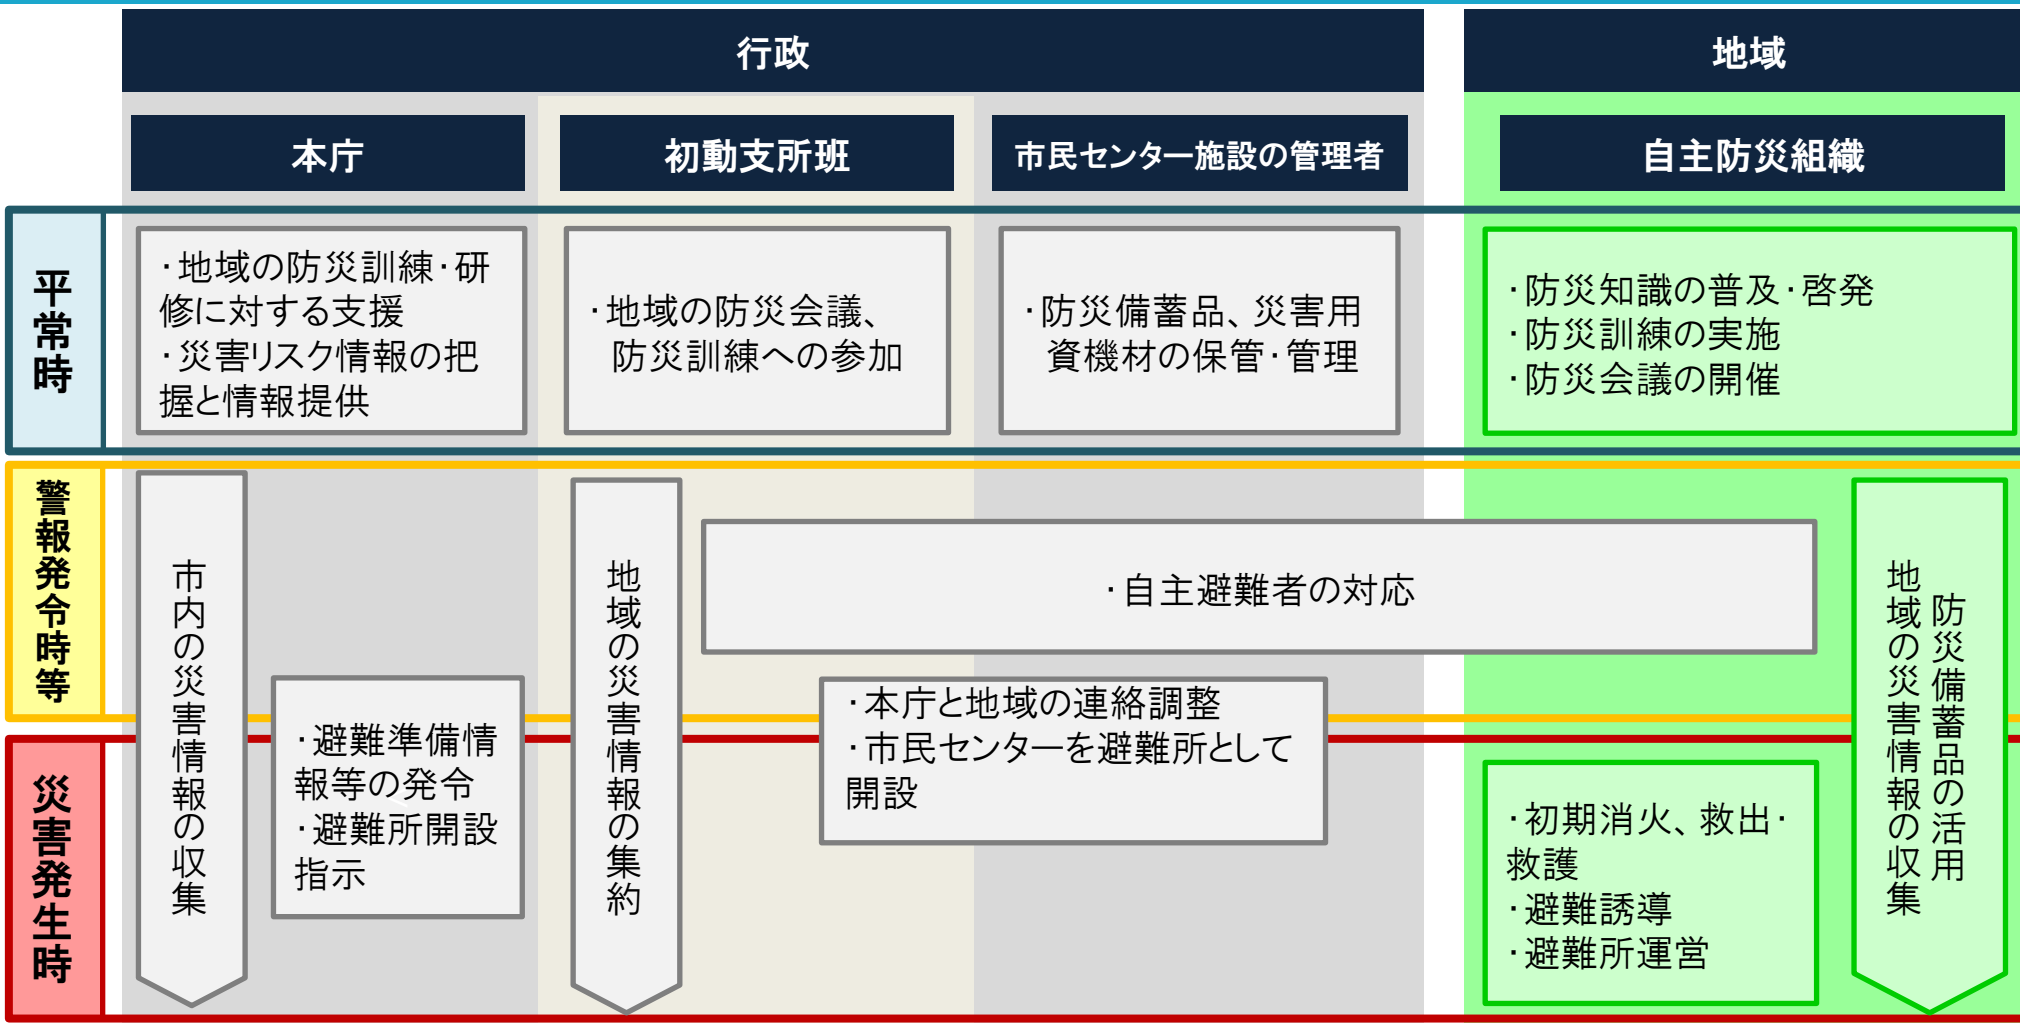 行政
地域
本庁
初動支所班
市民センター施設の管理者
自主防災組織
平常時
・地域の防災訓練・研
修に対する支援
・災害リスク情報の把
握と情報提供
・地域の防災会議、
防災訓練への参加
・防災備蓄品、災害用
資機材の保管・管理
・防災知識の普及・啓発
・防災訓練の実施
・防災会議の開催
警報発令時等
市内の災害情報の収集
地域の災害情報の集約
・自主避難者の対応
防災備蓄品の活用
地域の災害情報の収集
・避難準備情
報等の発令
・避難所開設
指示
・本庁と地域の連絡調整
・市民センターを避難所として
開設
災害発生時
・初期消火、救出・
救護
・避難誘導
・避難所運営